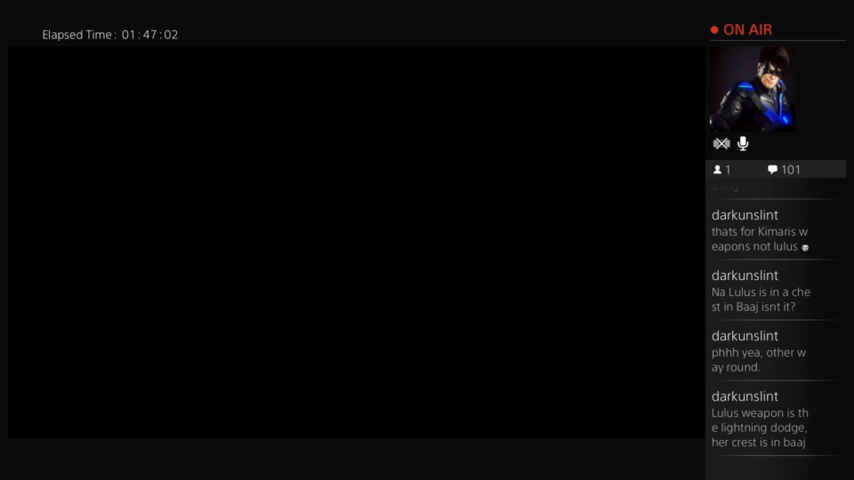 Elapsed Time: 01:47:02
ON AIR
1 101
darkunslint
thats for Kimaris w
eapons not lulus
darkunslint
Na Lulus is in a che
st in Baaj isnt it?
darkunslint
phhh yea, other w
ay round.
darkunslint
Lulus weapon is th
e lightning dodge,
her crest is in baaj